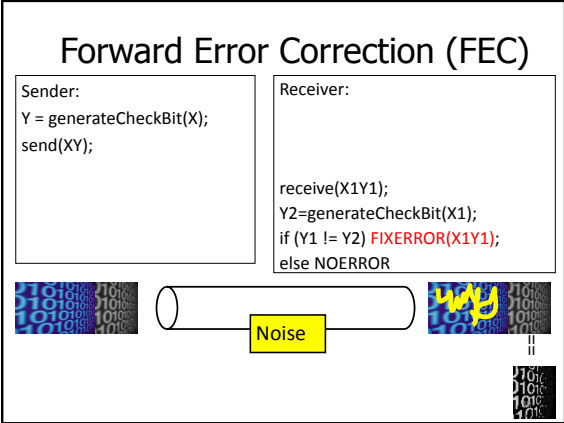 Forward Error Correction (FEC)
Sender:
Y = generateCheckBit(X);
send(XY);
Receiver:
receive(X1Y1);
Y2=generateCheckBit(X1);
if (Y1 != Y2) FIXERROR(X1Y1);
else NOERROR
Noise
=